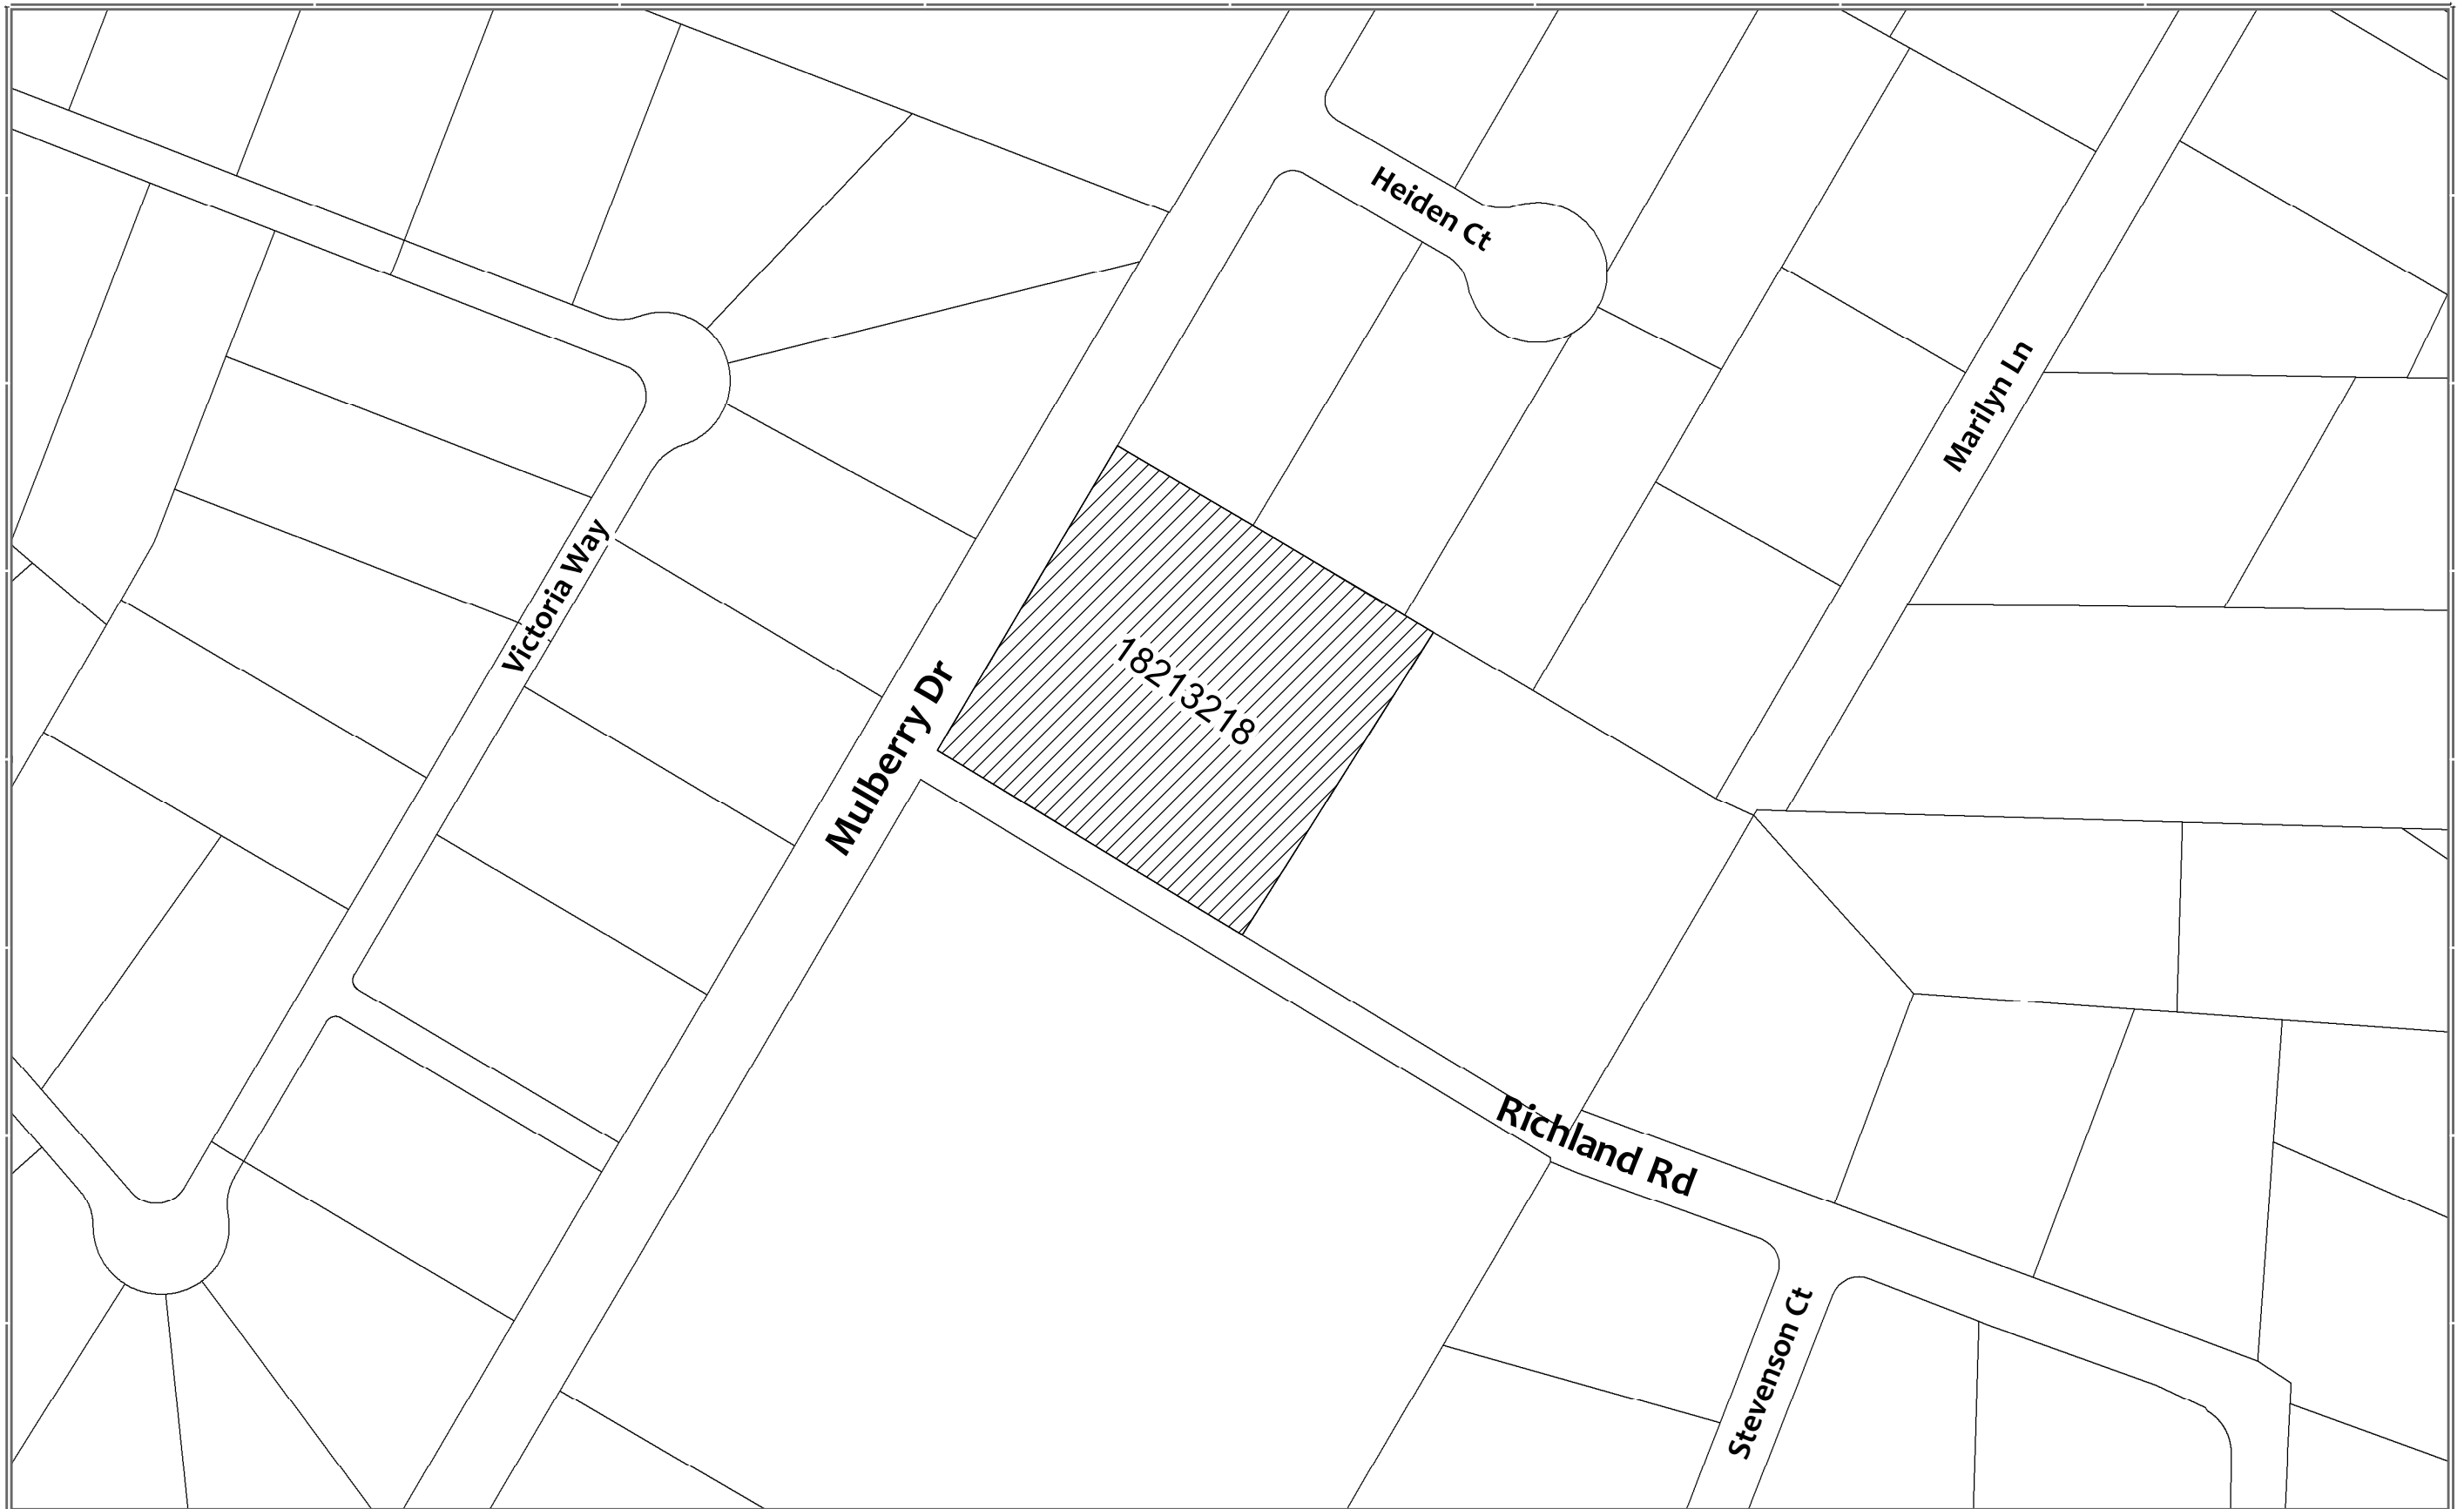 Heiden Ct
Marilyn Ln
Victoria Way
Mulberry Dr
18213218
Richland Rd
Stevenson Ct